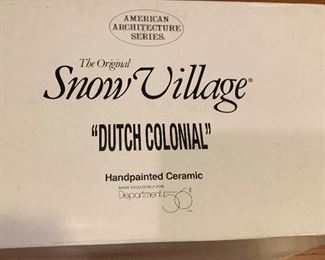 AMERICAN
ARCHITECTURE
SERIES.
The Original
Snow Village®
"DUTCH COLONIAL"
Handpainted Ceramic
MADE EXCLUSIVELY FOR
Department 56